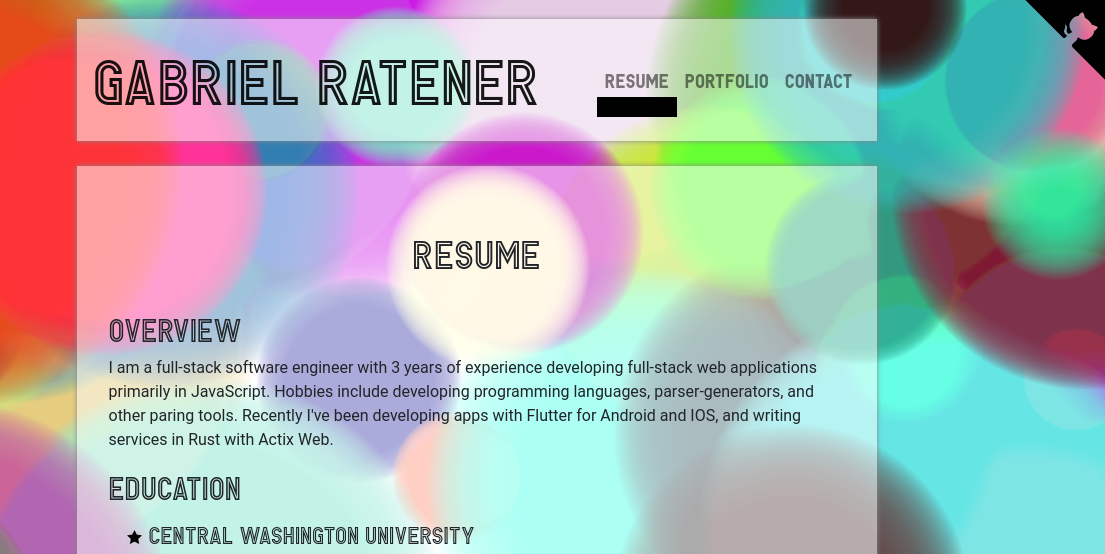 GABRIEL RATENER
RESUME PORTFOLIO CONTACT
RESUME
OVERVIEW
I am a full-stack software engineer with 3 years of experience developing full-stack web applications
primarily in JavaScript. Hobbies include developing programming languages, parser-generators, and
other paring tools. Recently I've been developing apps with Flutter for Android and IOS, and writing
services in Rust with Actix Web.
EDUCATION
CENTRAL WASHINGTON UNIVERSITY